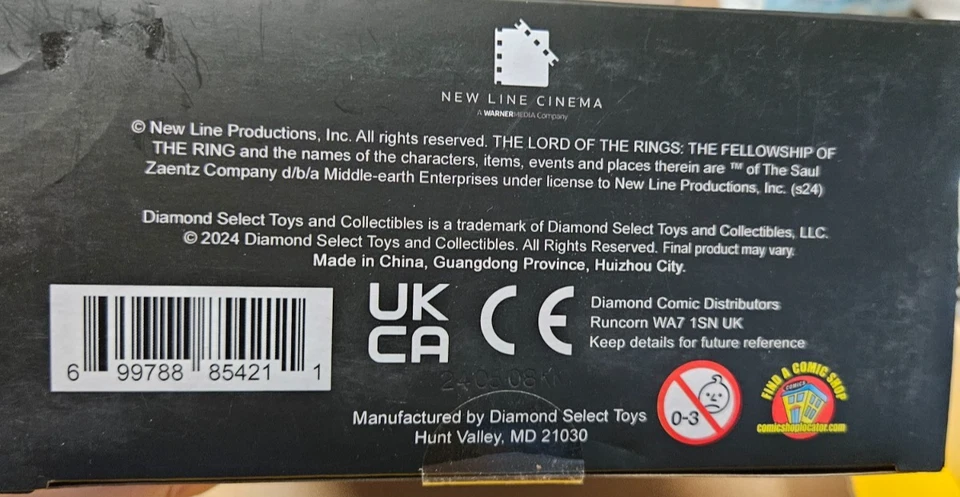 NEW LINE CINEMA
A WARNERMEDIA Company
© New Line Productions, Inc. All rights reserved. THE LORD OF THE RINGS: THE FELLOWSHIP OF
THE RING and the names of the characters, items, events and places therein are ™ of The Saul
Zaentz Company d/b/a Middle-earth Enterprises under license to New Line Productions, Inc. (s24)
Diamond Select Toys and Collectibles is a trademark of Diamond Select Toys and Collectibles, LLC.
© 2024 Diamond Select Toys and Collectibles. All Rights Reserved. Final product may vary.
Made in China, Guangdong Province, Huizhou City.
6 99788 85421 1
UK
CA
CE
Diamond Comic Distributors
Runcorn WA7 1SN UK
Keep details for future reference
Manufactured by Diamond Select Toys
Hunt Valley, MD 21030
0-3
FIND A COMIC SHOP
COMICS
comicshoplocator.com